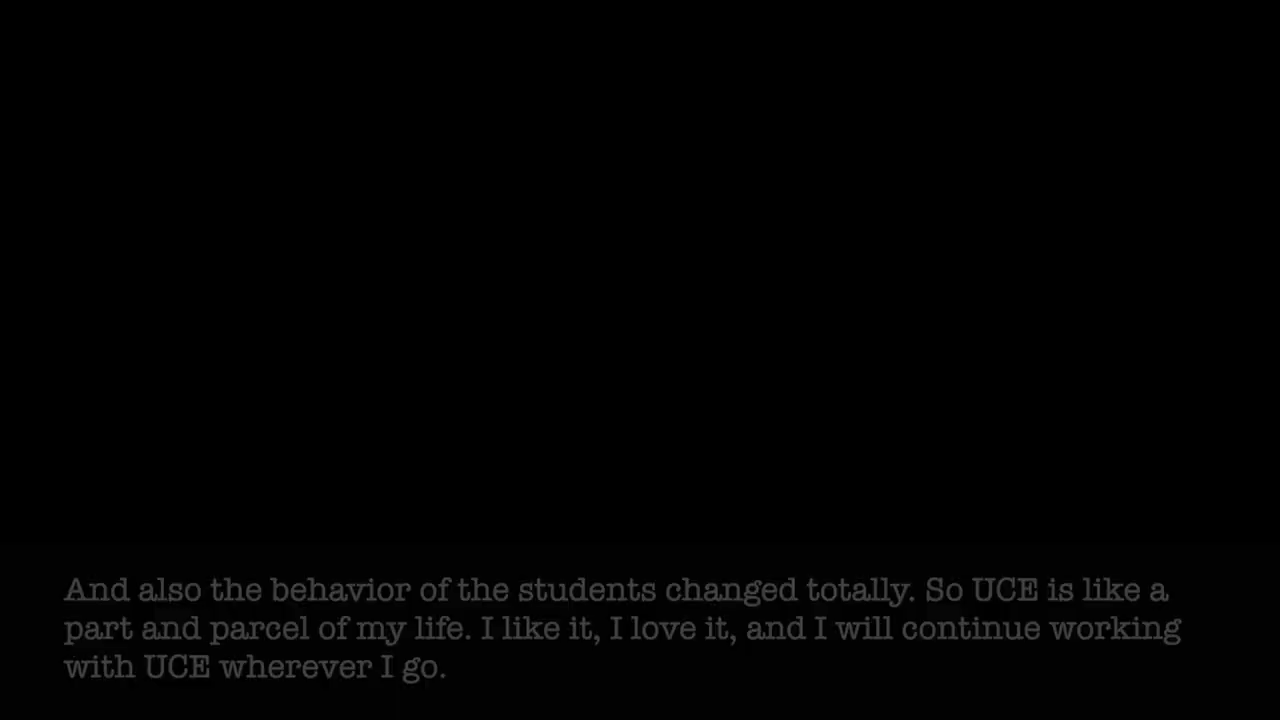 And also the behavior of the students changed totally. So UCE is like a
part and parcel of my life. I like it, I love it, and I will continue working
with UCE wherever I go.